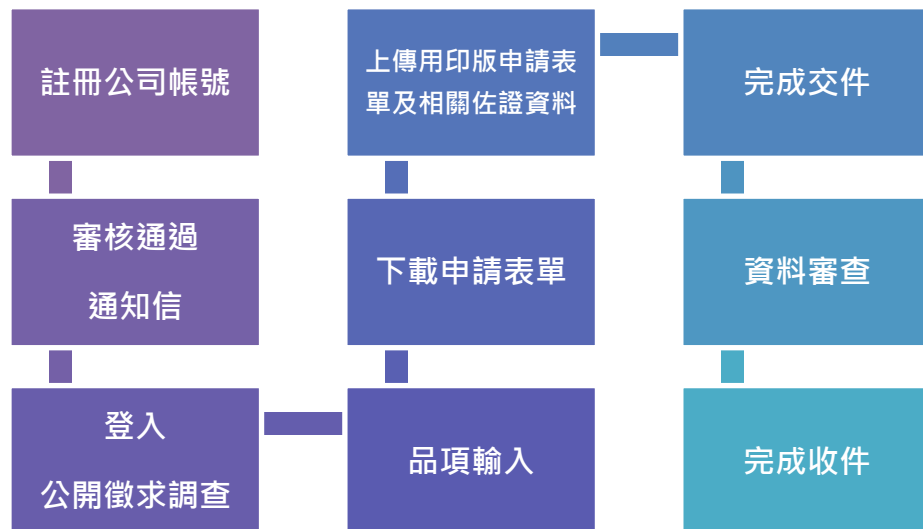 註冊公司帳號
審核通過
通知信
登入
公開徵求調查
品項輸入
下載申請表單
上傳用印版申請表
單及相關佐證資料
完成交件
資料審查
完成收件